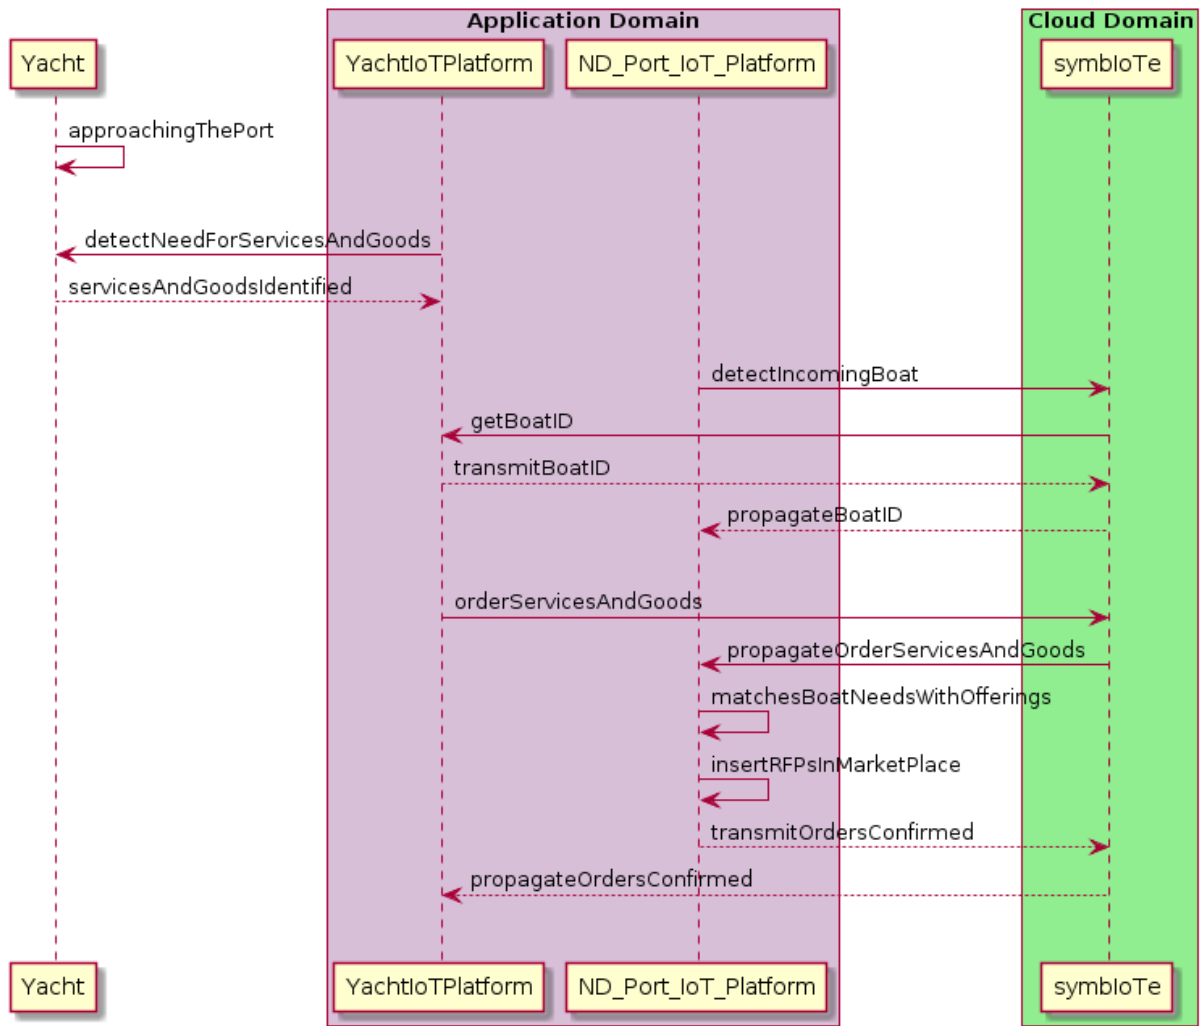 Application Domain
Cloud Domain
Yacht
YachtIoTPlatform
ND_Port_IoT_Platform
symbIoTe
approachingThePort
detectNeedForServicesAndGoods
servicesAndGoodsIdentified
detectIncomingBoat
getBoatID
transmitBoatID
propagateBoatID
orderServicesAndGoods
propagateOrderServicesAndGoods
matchesBoatNeedsWithOfferings
insertRFPsInMarketPlace
transmitOrdersConfirmed
propagateOrdersConfirmed
Yacht
YachtIoTPlatform
ND_Port_IoT_Platform
symbIoTe